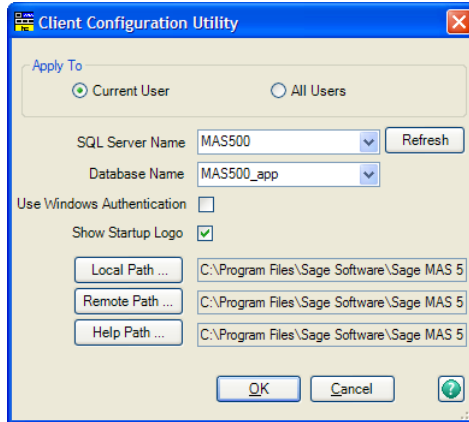 Client Configuration Utility
Apply To
Current User All Users
SQL Server Name MAS500 Refresh
Database Name MAS500_app
Use Windows Authentication
Show Startup Logo
Local Path ... C:\Program Files\Sage Software\Sage MAS 5
Remote Path ... C:\Program Files\Sage Software\Sage MAS 5
Help Path ... C:\Program Files\Sage Software\Sage MAS 5
OK Cancel ?